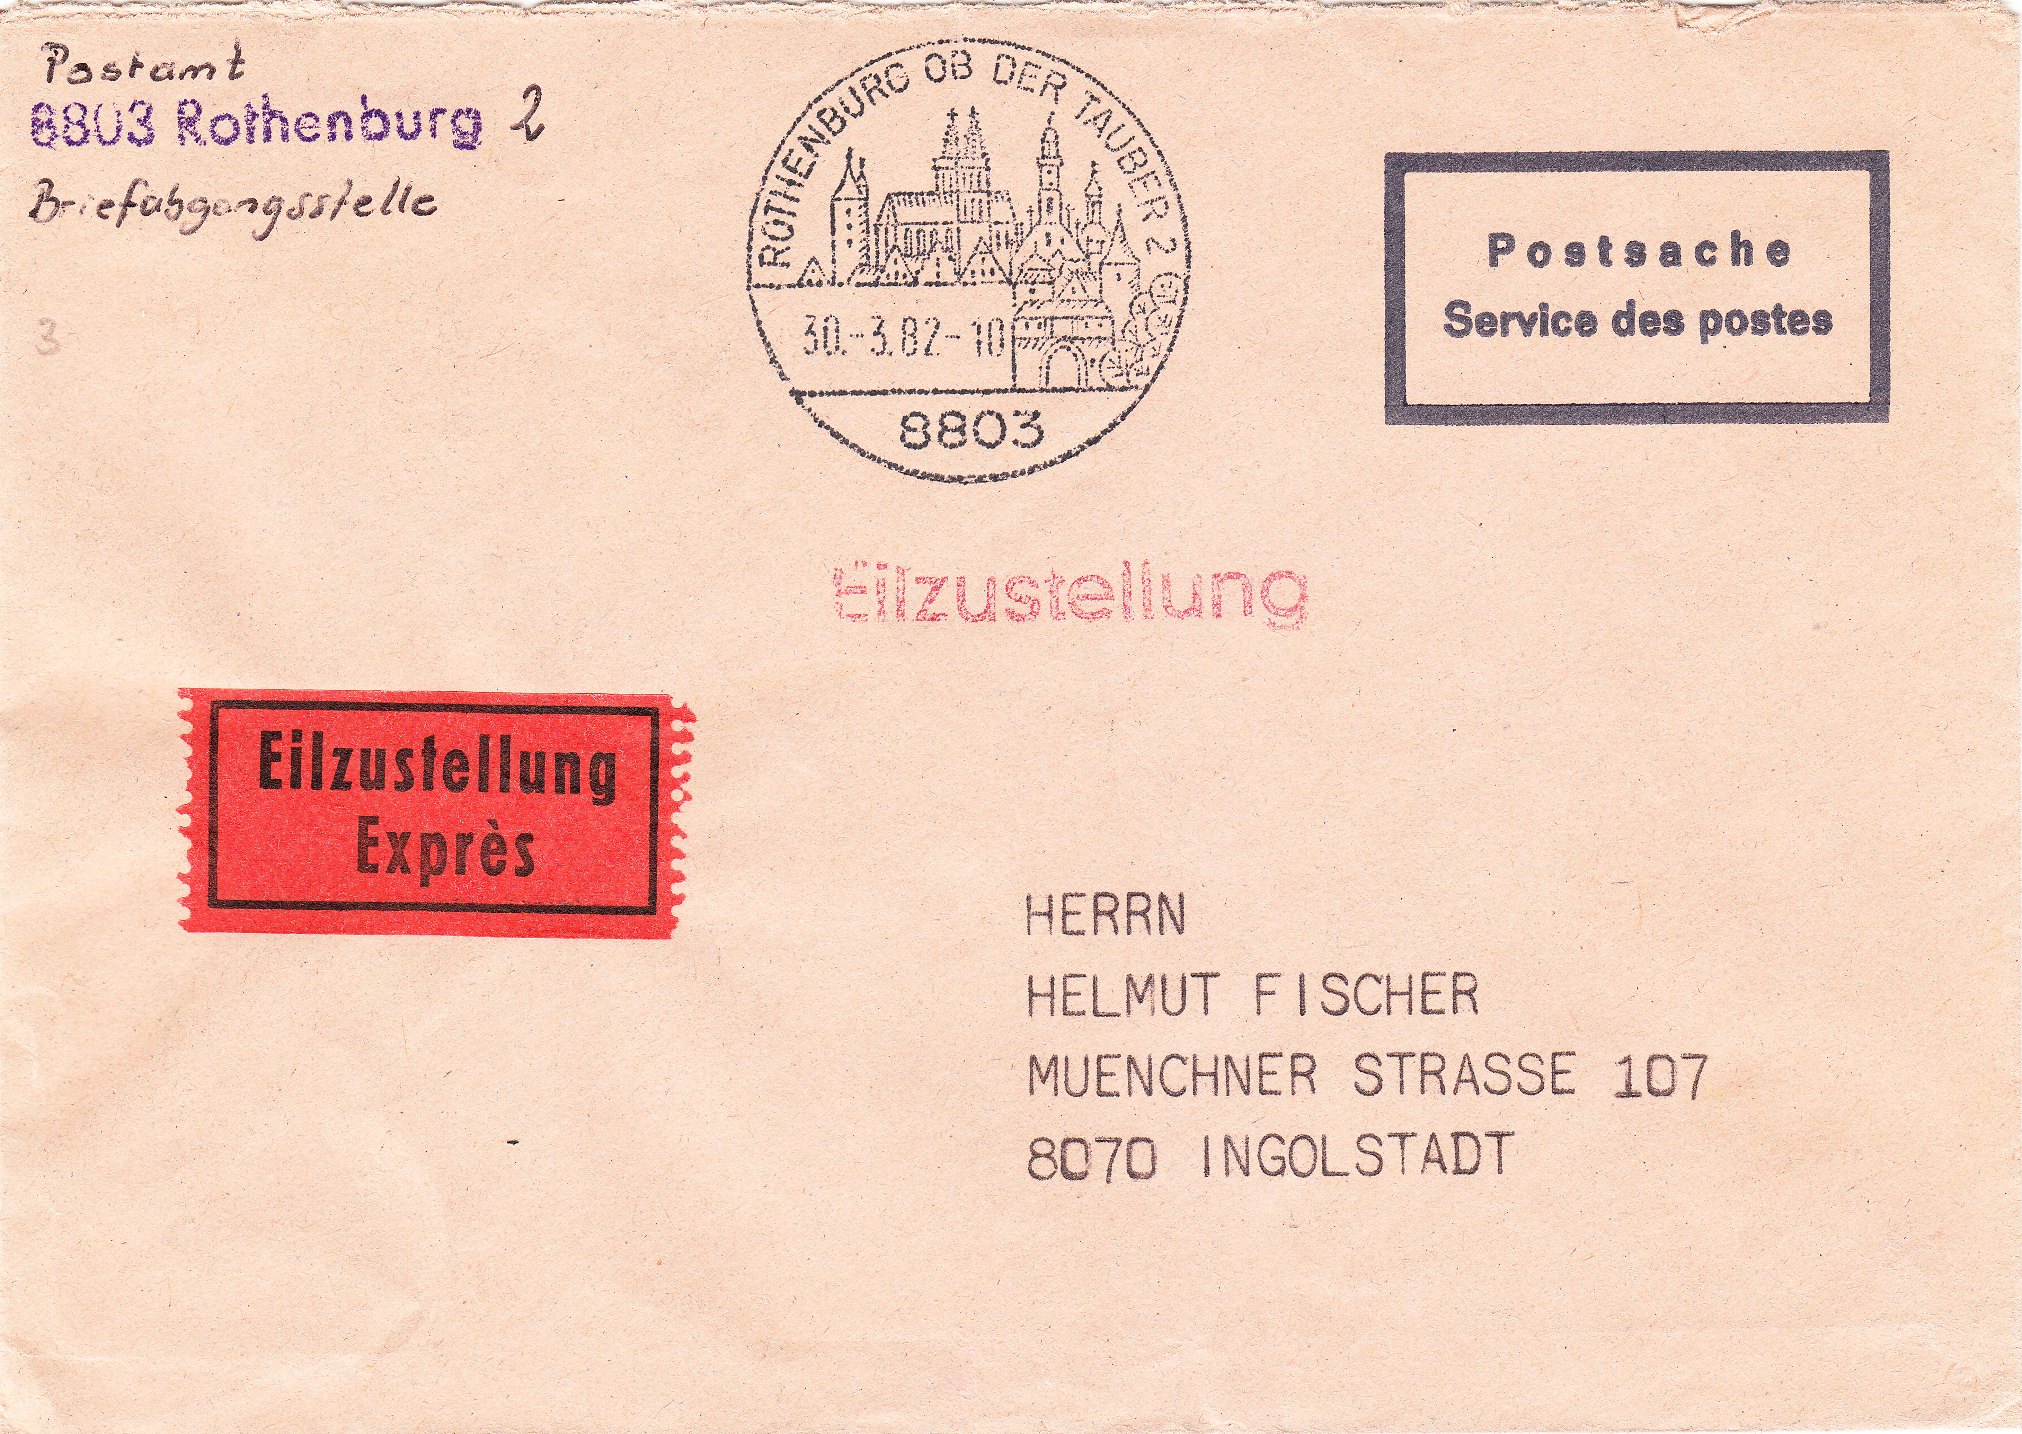 Postamt
8803 Rothenburg 2
Briefabgangsstelle
3
ROTHENBURG OB DER TAUBER 2
30.-3.82-10
8803
Postsache
Service des postes
Eilzustellung
Eilzustellung
Exprès
HERRN
HELMUT FISCHER
MUENCHNER STRASSE 107
8070 INGOLSTADT